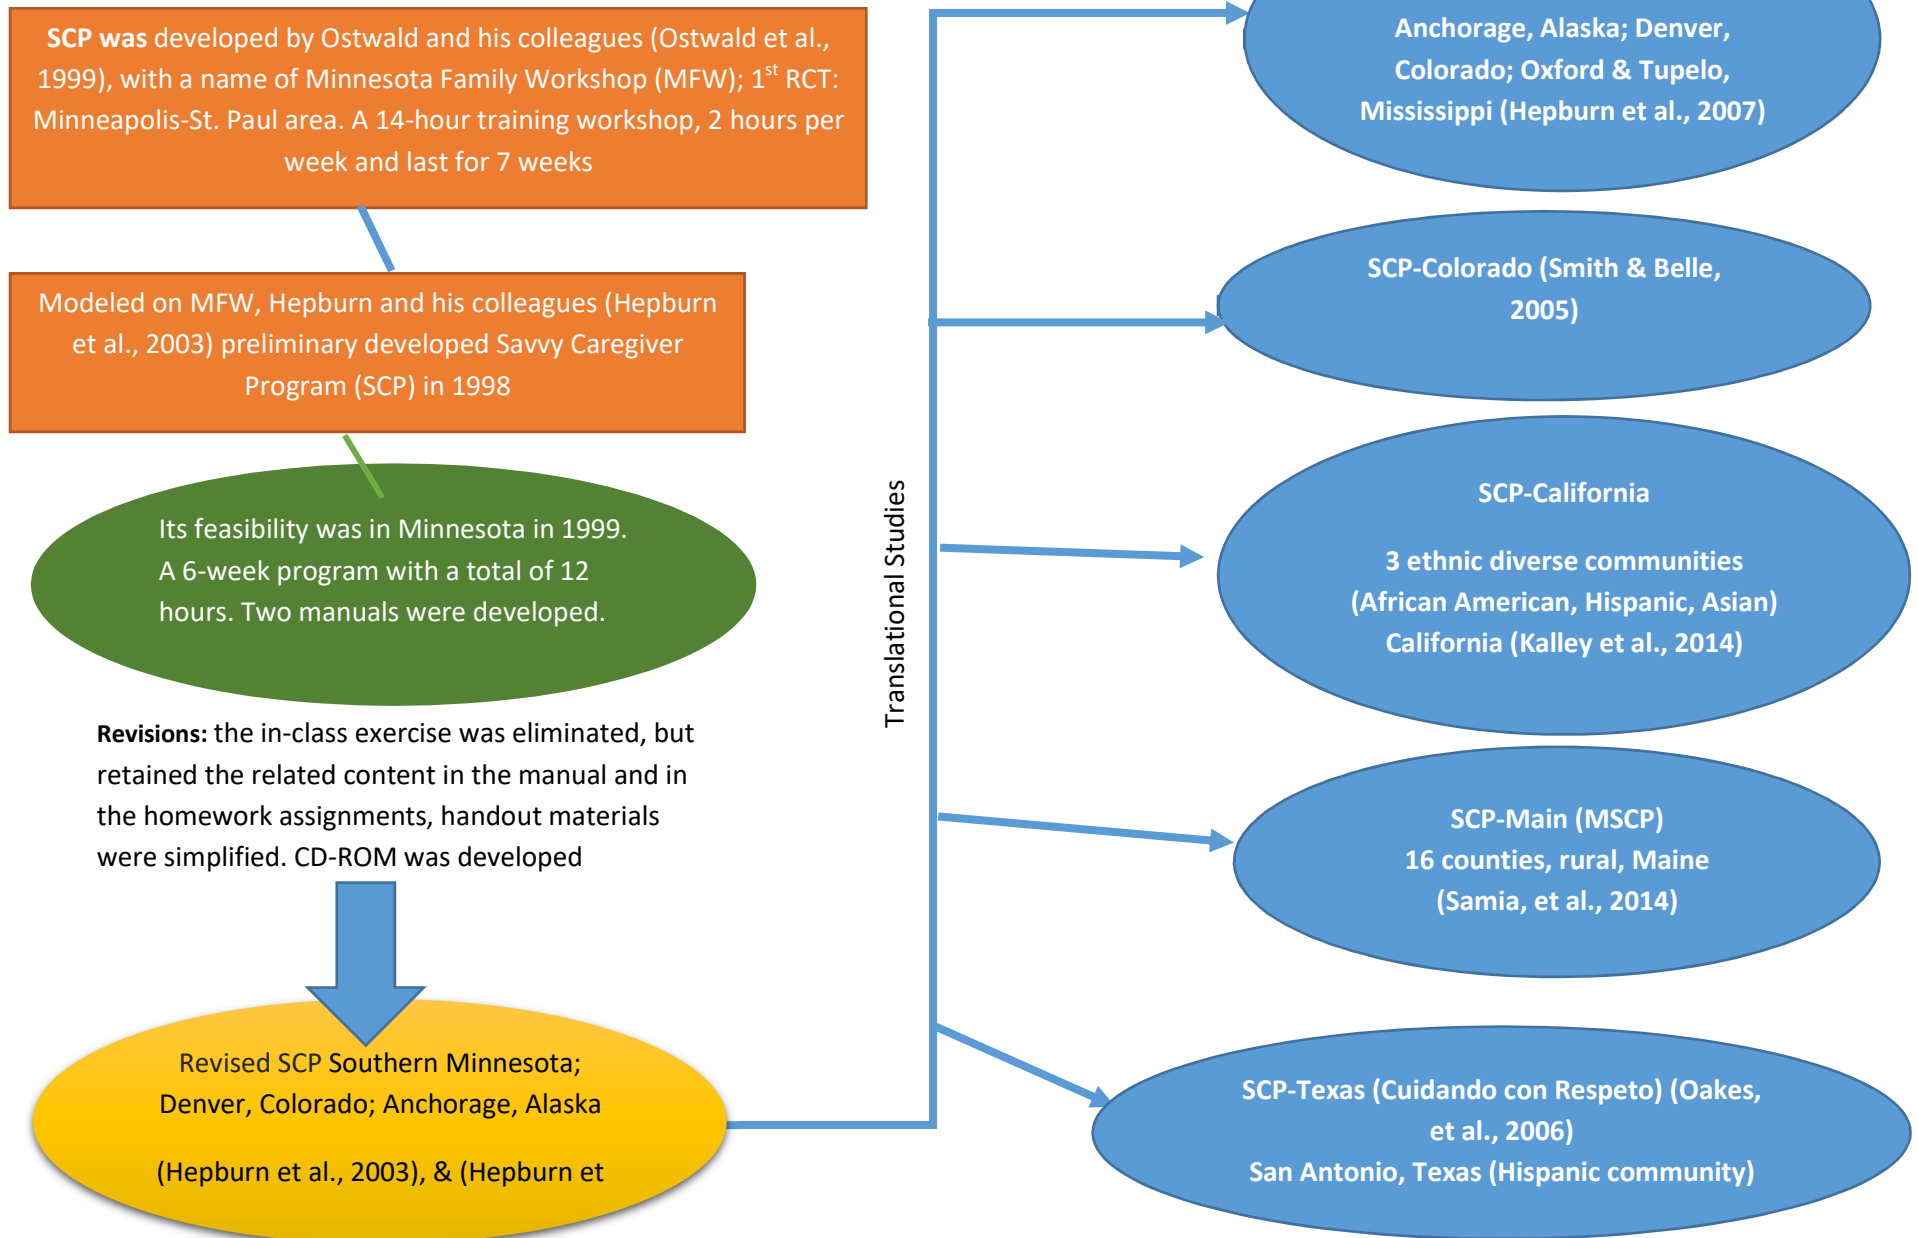 SCP was developed by Ostwald and his colleagues (Ostwald et al.,
1999), with a name of Minnesota Family Workshop (MFW); 1st RCT:
Minneapolis-St. Paul area. A 14-hour training workshop, 2 hours per
week and last for 7 weeks
Modeled on MFW, Hepburn and his colleagues (Hepburn
et al., 2003) preliminary developed Savvy Caregiver
Program (SCP) in 1998
Its feasibility was in Minnesota in 1999.
A 6-week program with a total of 12
hours. Two manuals were developed.
Revisions: the in-class exercise was eliminated, but
retained the related content in the manual and in
the homework assignments, handout materials
were simplified. CD-ROM was developed
Revised SCP Southern Minnesota;
Denver, Colorado; Anchorage, Alaska
(Hepburn et al., 2003), & (Hepburn et
Translational Studies
Anchorage, Alaska; Denver,
Colorado; Oxford & Tupelo,
Mississippi (Hepburn et al., 2007)
SCP-Colorado (Smith & Belle,
2005)
SCP-California
3 ethnic diverse communities
(African American, Hispanic, Asian)
California (Kalley et al., 2014)
SCP-Main (MSCP)
16 counties, rural, Maine
(Samia, et al., 2014)
SCP-Texas (Cuidando con Respeto) (Oakes,
et al., 2006)
San Antonio, Texas (Hispanic community)